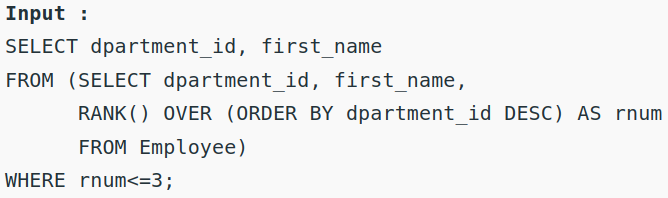 Input :
SELECT dpartment_id, first_name
FROM (SELECT dpartment_id, first_name,
RANK() OVER (ORDER BY dpartment_id DESC) AS rnum
FROM Employee)
WHERE rnum<=3;